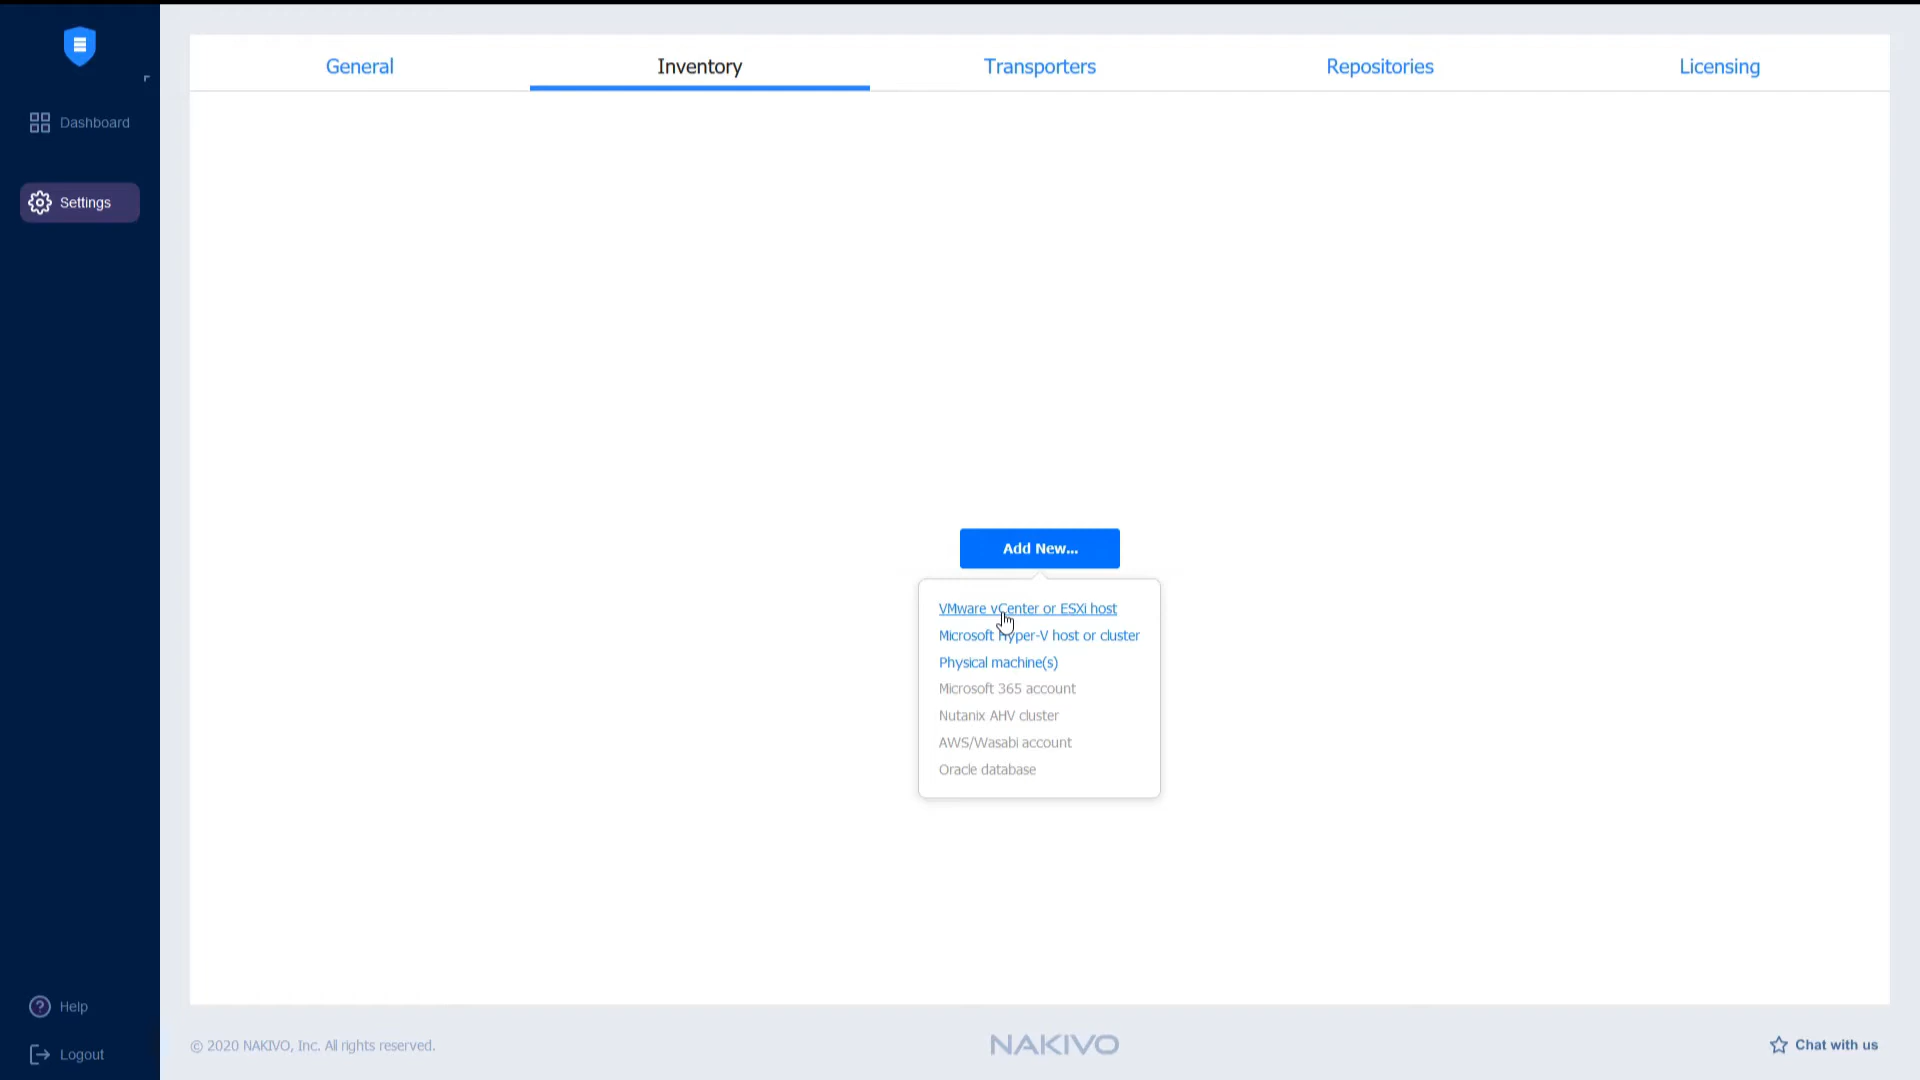 General
Inventory
Transporters
Repositories
Licensing
Dashboard
Settings
Add New...
VMware vCenter or ESXi host
Microsoft Hyper-V host or cluster
Physical machine(s)
Microsoft 365 account
Nutanix AHV cluster
AWS/Wasabi account
Oracle database
? Help
Logout
© 2020 NAKIVO, Inc. All rights reserved.
NAKIVO
Chat with us